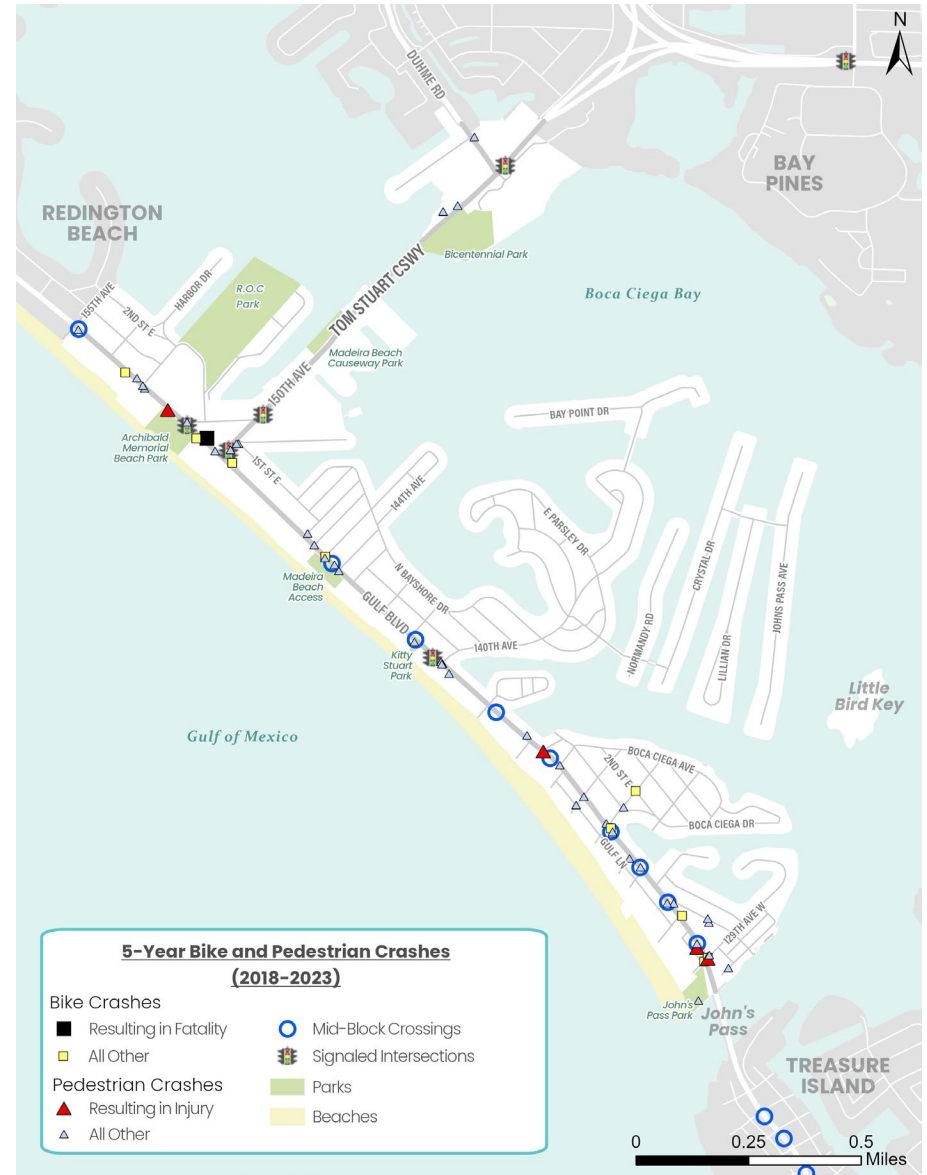 N
DUHME RD
BAY
PINES
REDINGTON
BEACH
Bicentennial Park
TOM STUART CSWY
HARBOR DR
R.O.C
Park
Boca Ciega Bay
155TH AVE
2ND ST E
Madeira Beach
Causeway Park
150TH AVE
BAY POINT DR
Archibald
Memorial
Beach Park
1ST ST E
144TH AVE
E PARSLEY DR
CRYSTAL DR
JOHNS PASS AVE
Madeira
Beach
Access
N BAYSHORE DR
GULF BLVD
NORMANDY RD
LILLIAN DR
140TH AVE
Kitty
Stuart
Park
Little
Bird Key
Gulf of Mexico
BOCA CIEGA AVE
2ND ST E
BOCA CIEGA DR
GULF LN
129TH AVE W
John's
Pass Park
John's
Pass
TREASURE
ISLAND
5-Year Bike and Pedestrian Crashes
(2018-2023)
Bike Crashes
Resulting in Fatality
All Other
Pedestrian Crashes
Resulting in Injury
All Other
Mid-Block Crossings
Signaled Intersections
Parks
Beaches
0 0.25 0.5
Miles